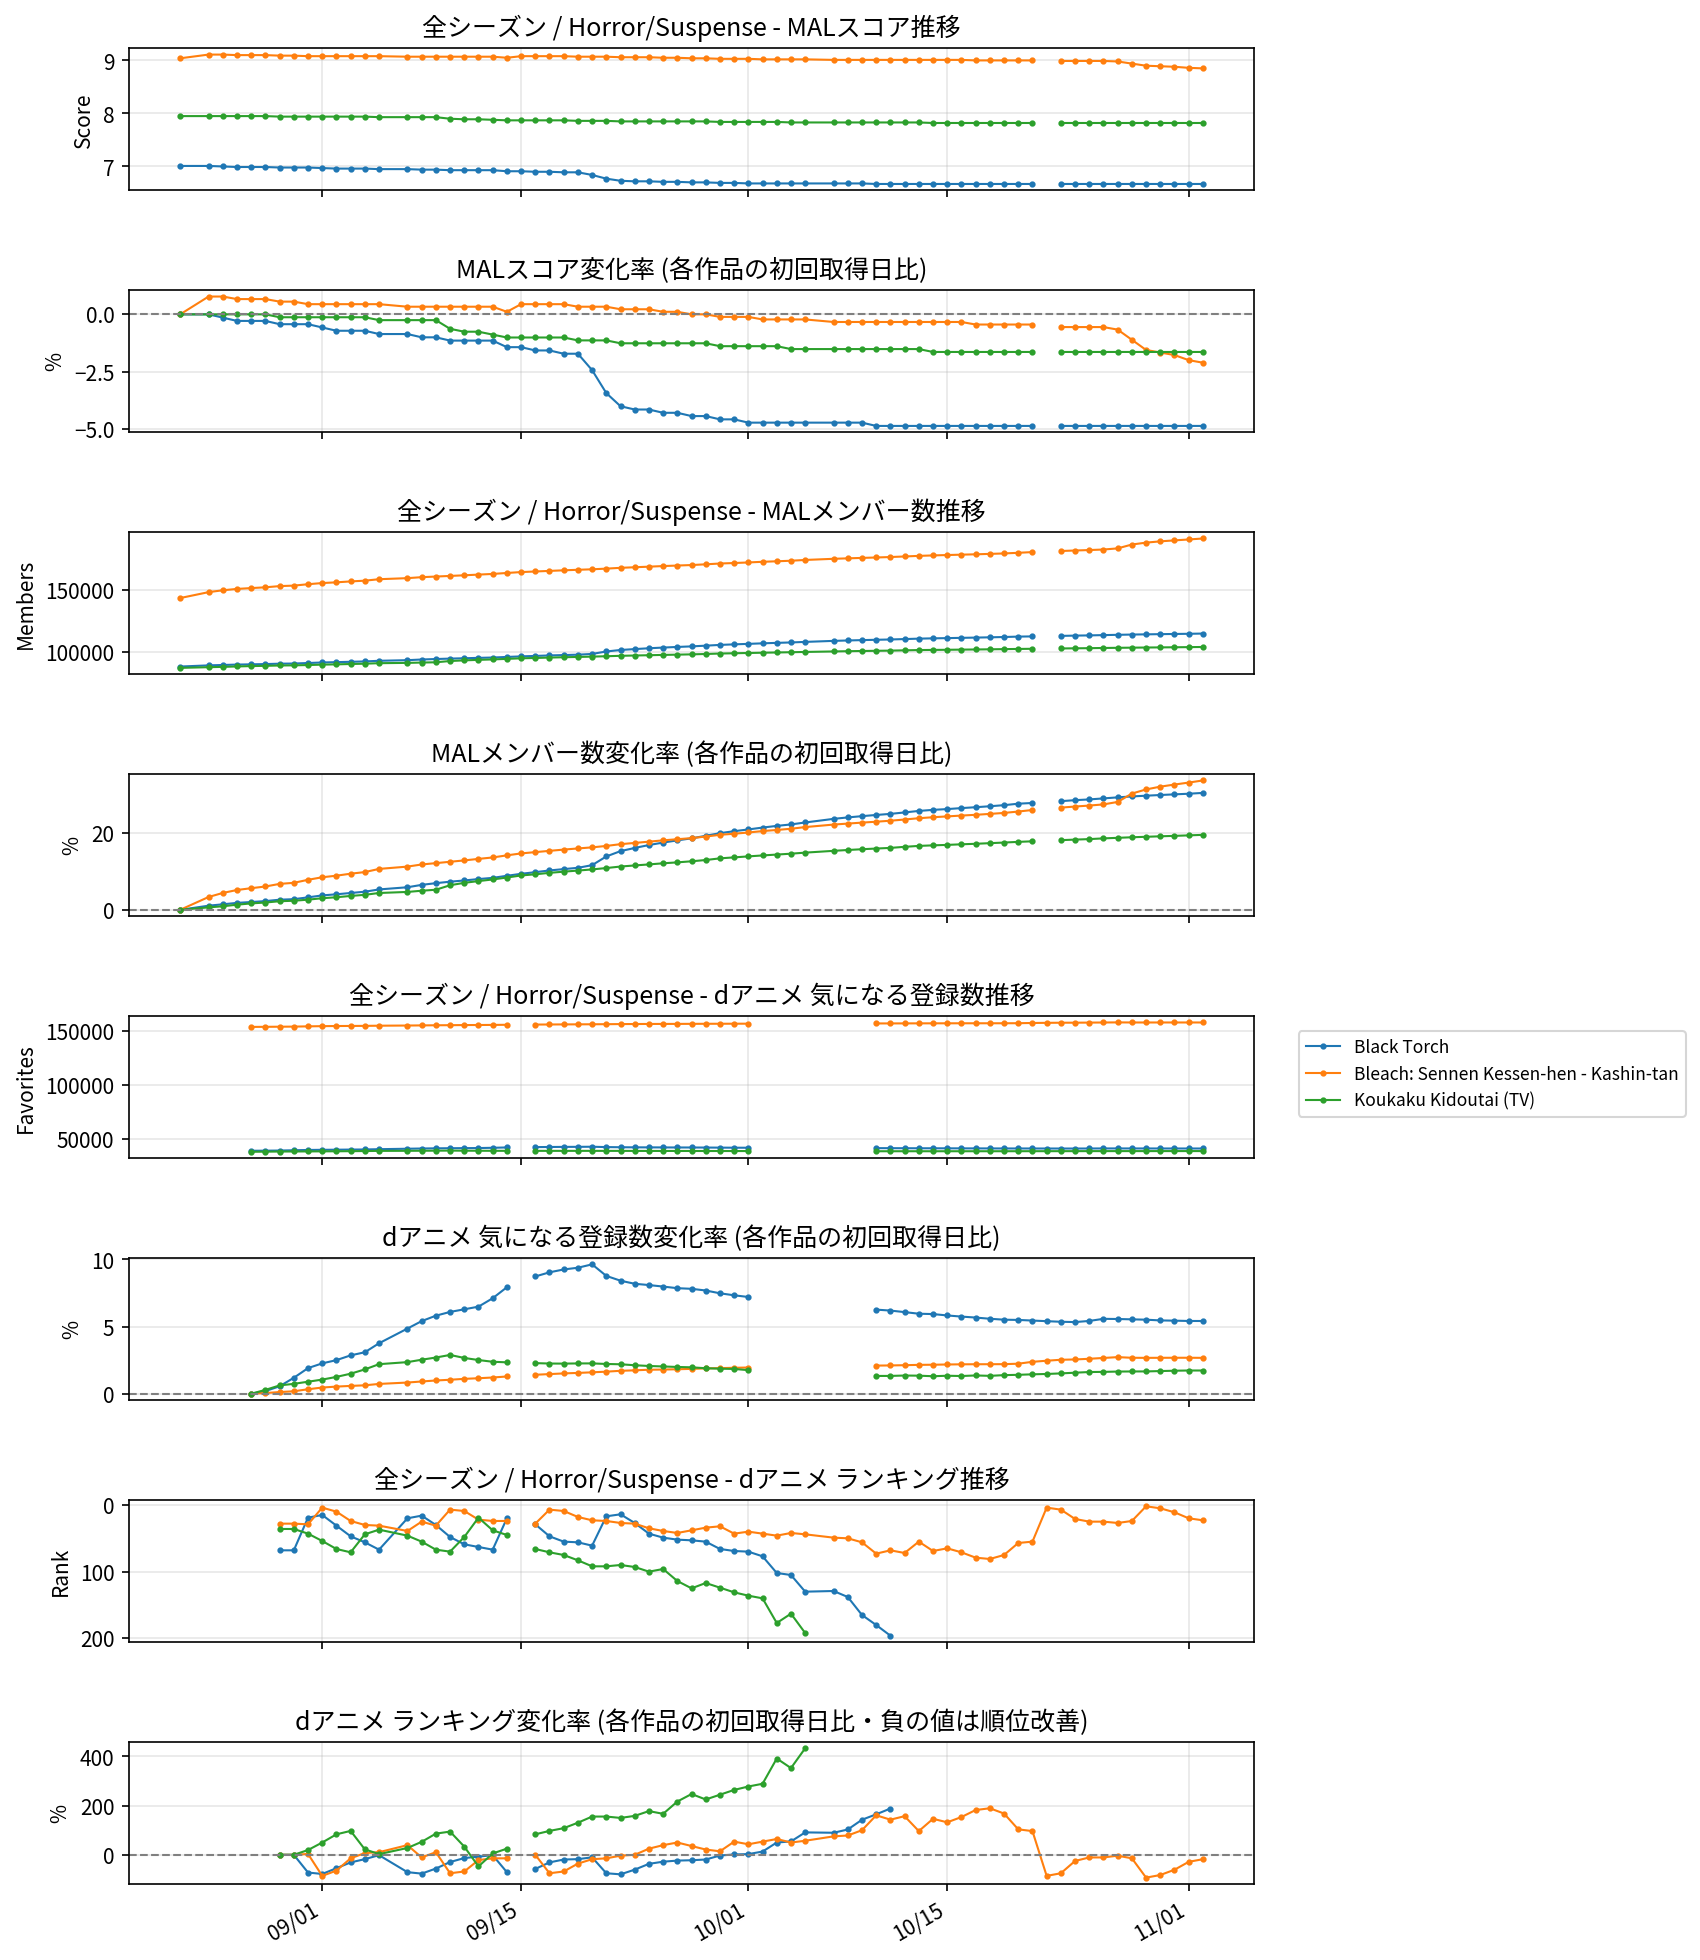 全シーズン / Horror/Suspense - MALスコア推移
9
8
7
Score
MALスコア変化率 (各作品の初回取得日比)
0.0
−2.5
−5.0
%
全シーズン / Horror/Suspense - MALメンバー数推移
150000
100000
Members
MALメンバー数変化率 (各作品の初回取得日比)
20
0
%
全シーズン / Horror/Suspense - dアニメ 気になる登録数推移
150000
100000
50000
Favorites
Black Torch
Bleach: Sennen Kessen-hen - Kashin-tan
Koukaku Kidoutai (TV)
dアニメ 気になる登録数変化率 (各作品の初回取得日比)
10
5
0
%
全シーズン / Horror/Suspense - dアニメ ランキング推移
0
100
200
Rank
dアニメ ランキング変化率 (各作品の初回取得日比・負の値は順位改善)
400
200
0
%
09/01
09/15
10/01
10/15
11/01